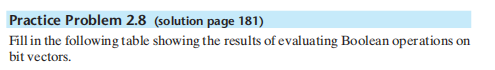 Practice Problem 2.8 (solution page 181)
Fill in the following table showing the results of evaluating Boolean operations on
bit vectors.